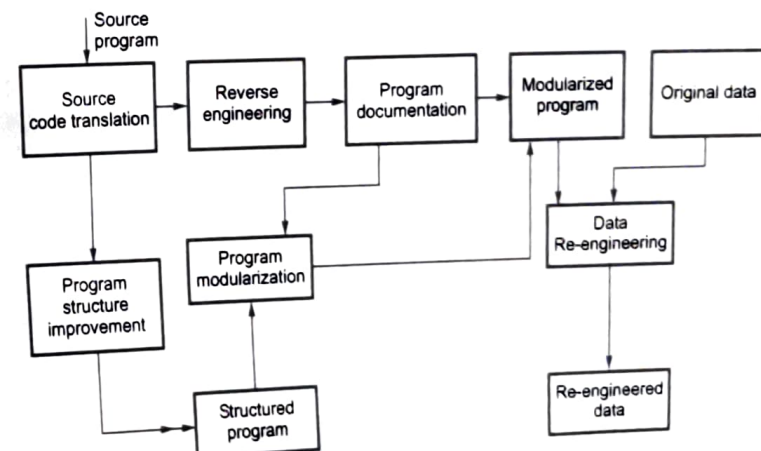 Source
program
Source
code translation
Reverse
engineering
Program
documentation
Modularized
program
Original data
Program
structure
improvement
Program
modularization
Data
Re-engineering
Structured
program
Re-engineered
data